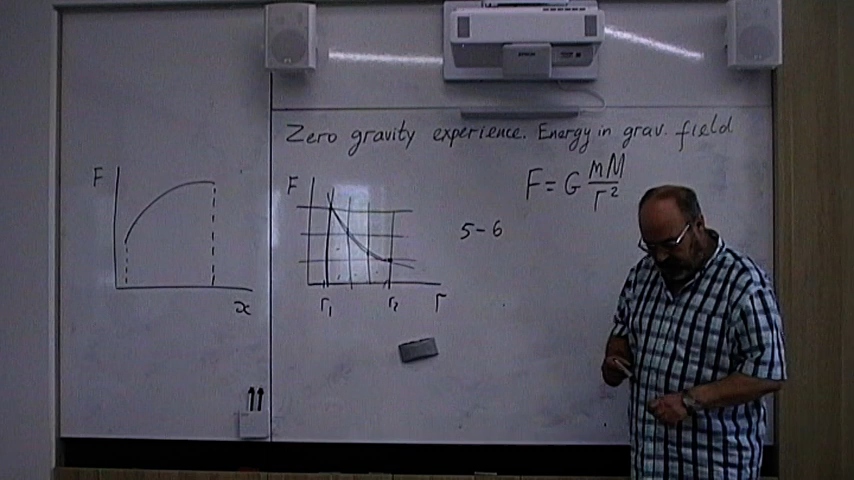 Zero gravity experience. Energy in grav. field
F = G mM / r²
F
x
F
r₁
r₂
r
5-6